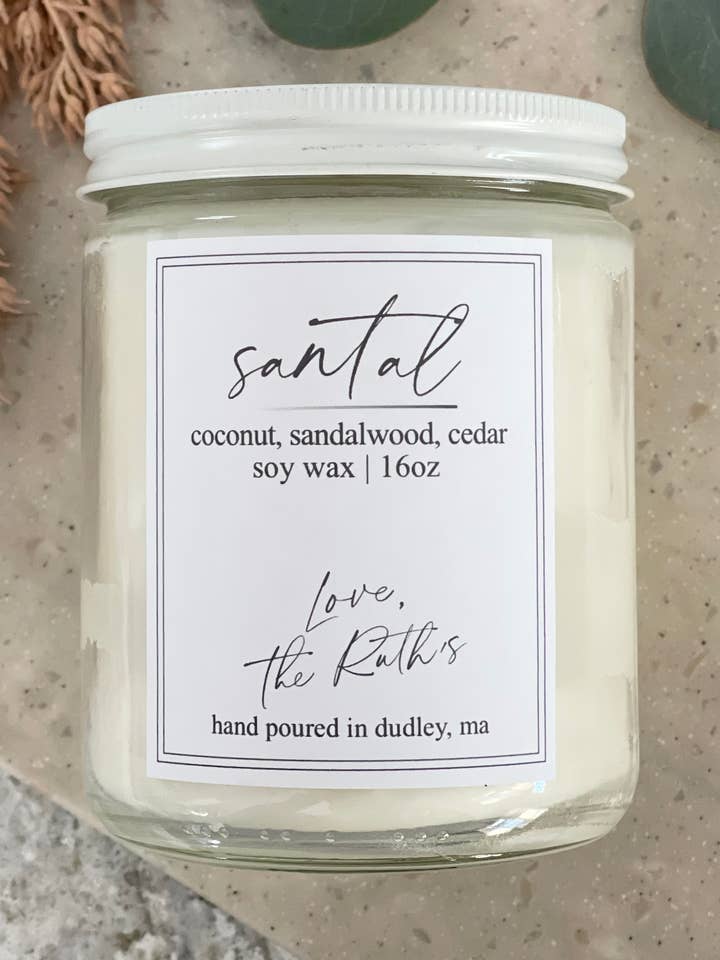 santal
coconut, sandalwood, cedar
soy wax | 16oz
Love,
the Ruth's
hand poured in dudley, ma